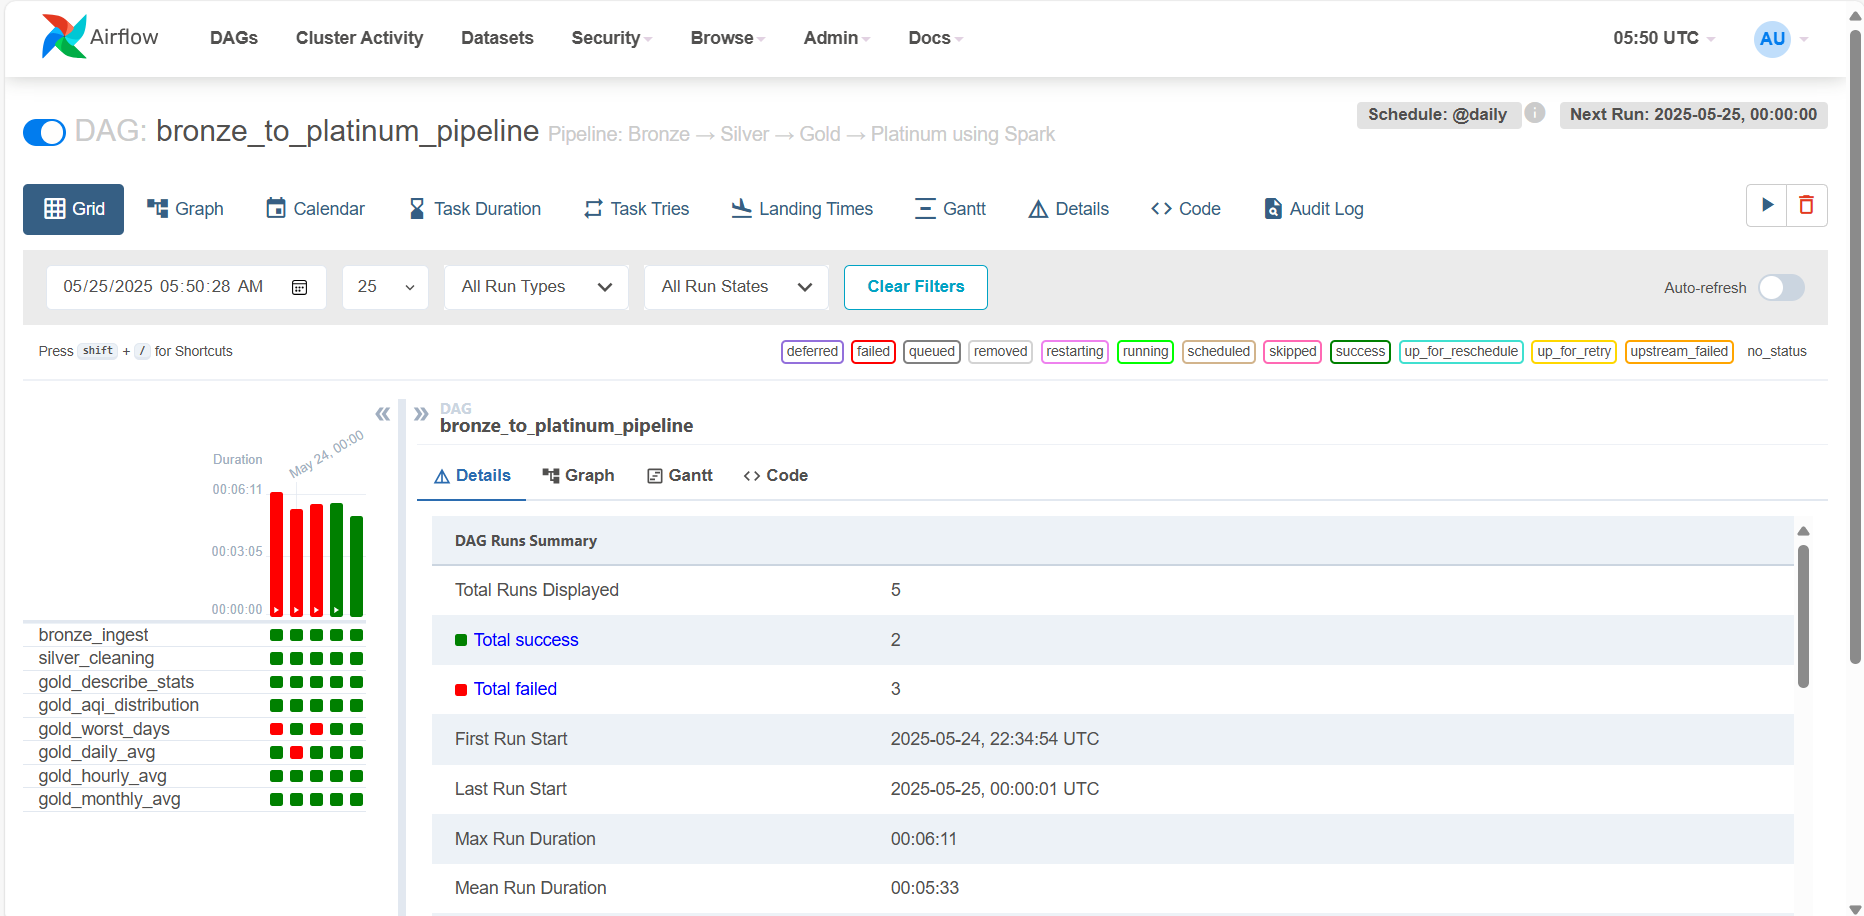 Airflow DAGs Cluster Activity Datasets Security Browse Admin Docs 05:50 UTC AU
Schedule: @daily Next Run: 2025-05-25, 00:00:00
DAG: bronze_to_platinum_pipeline Pipeline: Bronze → Silver → Gold → Platinum using Spark
Grid Graph Calendar Task Duration Task Tries Landing Times Gantt Details Code Audit Log
05/25/2025 05:50:28 AM 25 All Run Types All Run States Clear Filters Auto-refresh
Press shift + / for Shortcuts deferred failed queued removed restarting running scheduled skipped success up_for_reschedule up_for_retry upstream_failed no_status
DAG
bronze_to_platinum_pipeline
Details Graph Gantt Code
May 24, 00:00
Duration
00:06:11
00:03:05
00:00:00
bronze_ingest
silver_cleaning
gold_describe_stats
gold_aqi_distribution
gold_worst_days
gold_daily_avg
gold_hourly_avg
gold_monthly_avg
DAG Runs Summary
Total Runs Displayed 5
Total success 2
Total failed 3
First Run Start 2025-05-24, 22:34:54 UTC
Last Run Start 2025-05-25, 00:00:01 UTC
Max Run Duration 00:06:11
Mean Run Duration 00:05:33